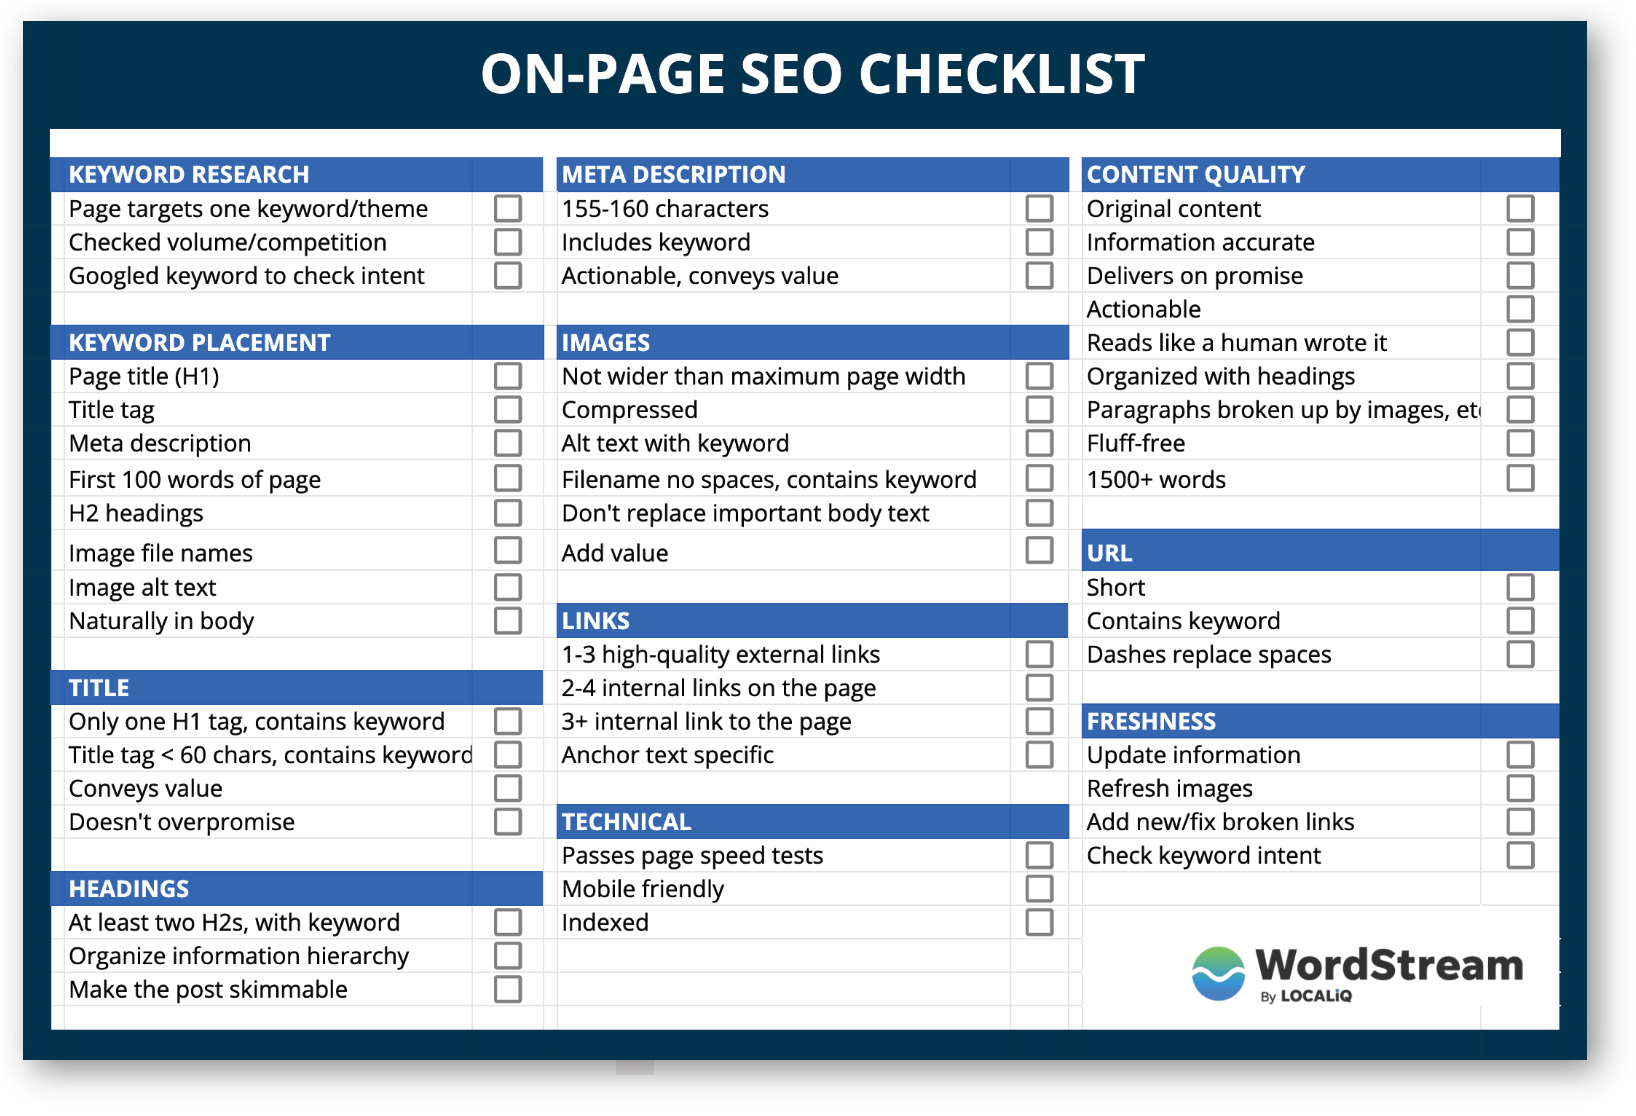 ON-PAGE SEO CHECKLIST
KEYWORD RESEARCH
Page targets one keyword/theme
Checked volume/competition
Googled keyword to check intent
KEYWORD PLACEMENT
Page title (H1)
Title tag
Meta description
First 100 words of page
H2 headings
Image file names
Image alt text
Naturally in body
TITLE
Only one H1 tag, contains keyword
Title tag < 60 chars, contains keyword
Conveys value
Doesn't overpromise
HEADINGS
At least two H2s, with keyword
Organize information hierarchy
Make the post skimmable
META DESCRIPTION
155-160 characters
Includes keyword
Actionable, conveys value
IMAGES
Not wider than maximum page width
Compressed
Alt text with keyword
Filename no spaces, contains keyword
Don't replace important body text
Add value
LINKS
1-3 high-quality external links
2-4 internal links on the page
3+ internal link to the page
Anchor text specific
TECHNICAL
Passes page speed tests
Mobile friendly
Indexed
CONTENT QUALITY
Original content
Information accurate
Delivers on promise
Actionable
Reads like a human wrote it
Organized with headings
Paragraphs broken up by images, etc
Fluff-free
1500+ words
URL
Short
Contains keyword
Dashes replace spaces
FRESHNESS
Update information
Refresh images
Add new/fix broken links
Check keyword intent
WordStream
By LOCALiQ